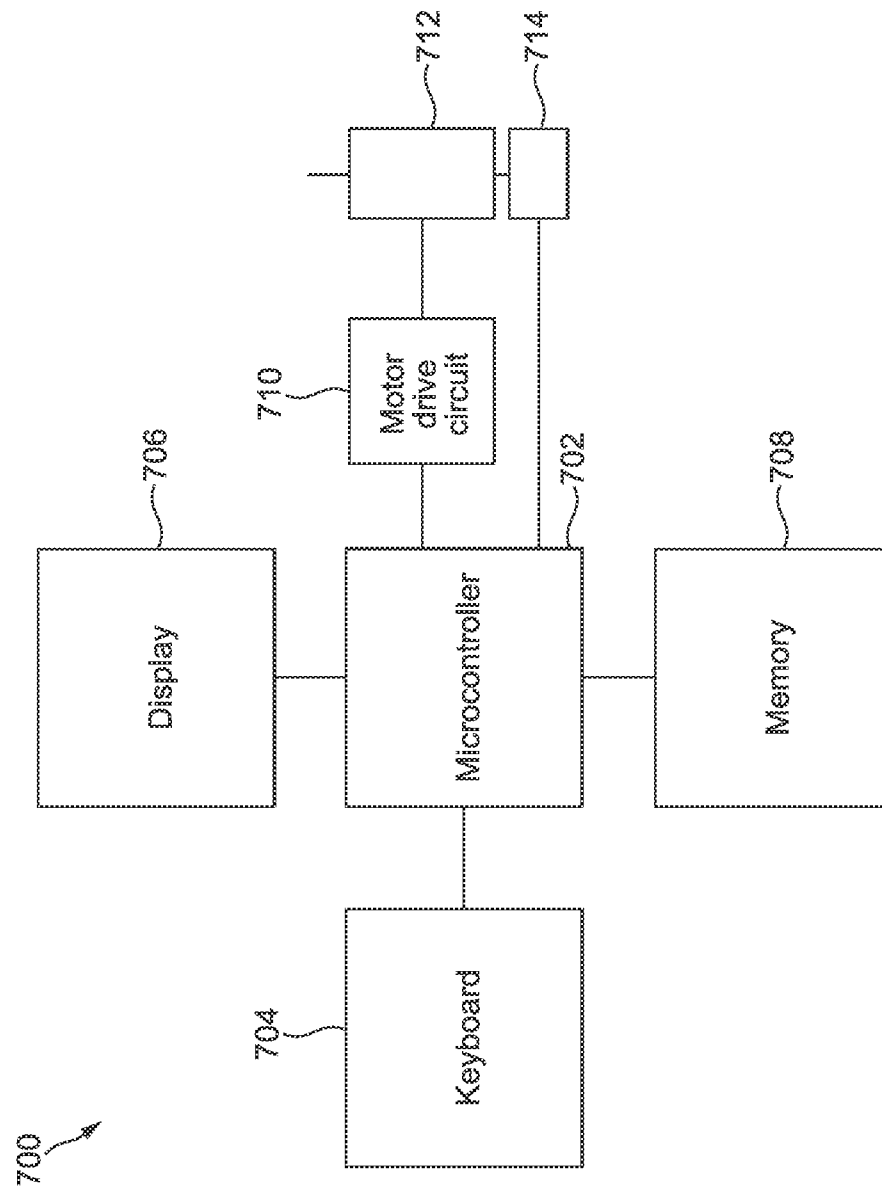 700
704
Keyboard
706
Display
Microcontroller
702
708
Memory
710
Motor
drive
circuit
712
714